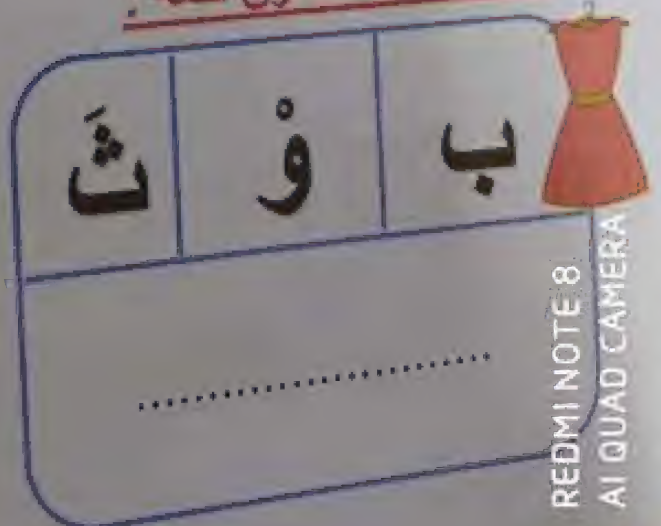 ثَ وْ ب
........................
REDMI NOTE 8
AI QUAD CAMERA